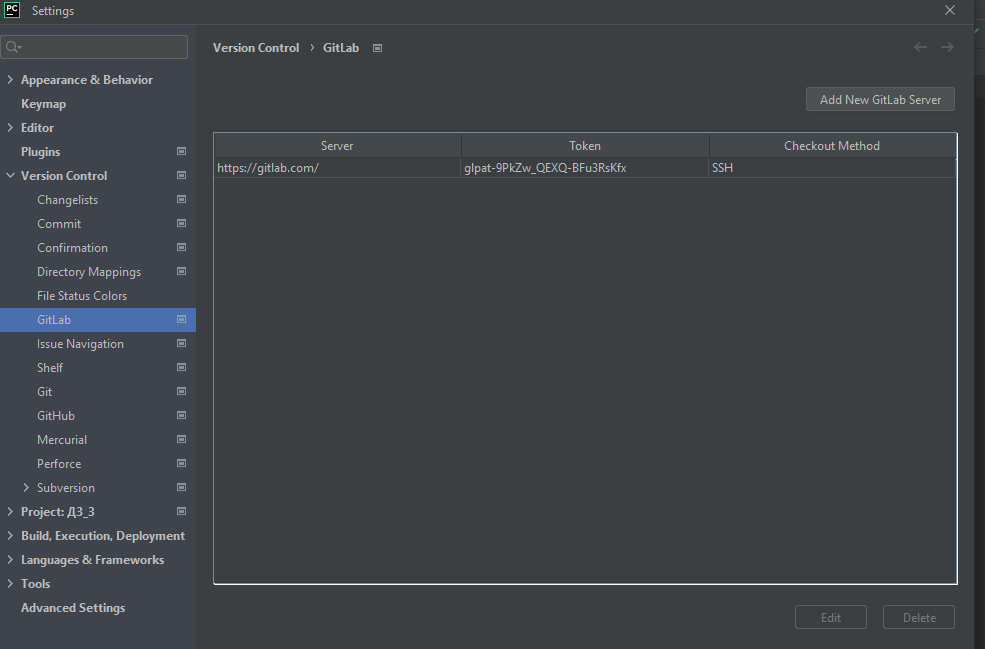 PC Settings
Version Control › GitLab
Appearance & Behavior
Keymap
Editor
Plugins
Version Control
Changelists
Commit
Confirmation
Directory Mappings
File Status Colors
GitLab
Issue Navigation
Shelf
Git
GitHub
Mercurial
Perforce
Subversion
Project: ДЗ_3
Build, Execution, Deployment
Languages & Frameworks
Tools
Advanced Settings
Add New GitLab Server
Server Token Checkout Method
https://gitlab.com/ glpat-9PkZw_QEXQ-BFu3RsKfx SSH
Edit Delete